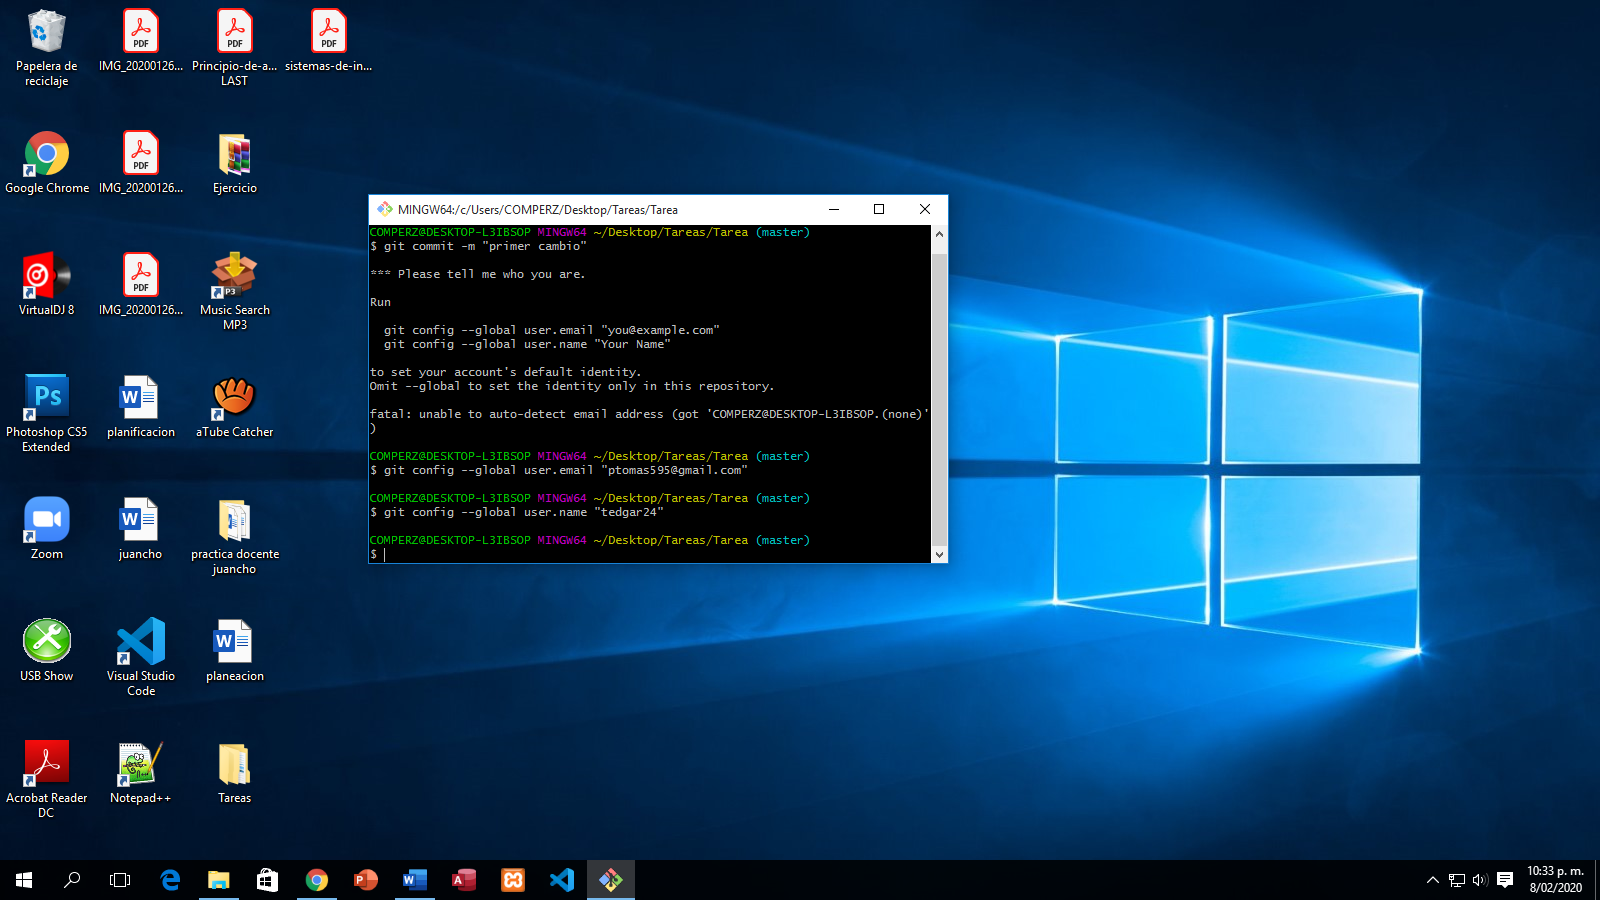 Papelera de
reciclaje
IMG_20200126...
Principio-de-a...
LAST
sistemas-de-in...
Google Chrome
IMG_20200126...
Ejercicio
VirtualDJ 8
IMG_20200126...
Music Search
MP3
Photoshop CS5
Extended
planificacion
aTube Catcher
Zoom
juancho
practica docente
juancho
USB Show
Visual Studio
Code
planeacion
Acrobat Reader
DC
Notepad++
Tareas
MINGW64:/c/Users/COMPERZ/Desktop/Tareas/Tarea
COMPERZ@DESKTOP-L3IBSOP MINGW64 ~/Desktop/Tareas/Tarea (master)
$ git commit -m "primer cambio"
*** Please tell me who you are.
Run
git config --global user.email "you@example.com"
git config --global user.name "Your Name"
to set your account's default identity.
Omit --global to set the identity only in this repository.
fatal: unable to auto-detect email address (got 'COMPERZ@DESKTOP-L3IBSOP.(none)'
)
COMPERZ@DESKTOP-L3IBSOP MINGW64 ~/Desktop/Tareas/Tarea (master)
$ git config --global user.email "ptomas595@gmail.com"
COMPERZ@DESKTOP-L3IBSOP MINGW64 ~/Desktop/Tareas/Tarea (master)
$ git config --global user.name "tedgar24"
COMPERZ@DESKTOP-L3IBSOP MINGW64 ~/Desktop/Tareas/Tarea (master)
$
10:33 p. m.
8/02/2020